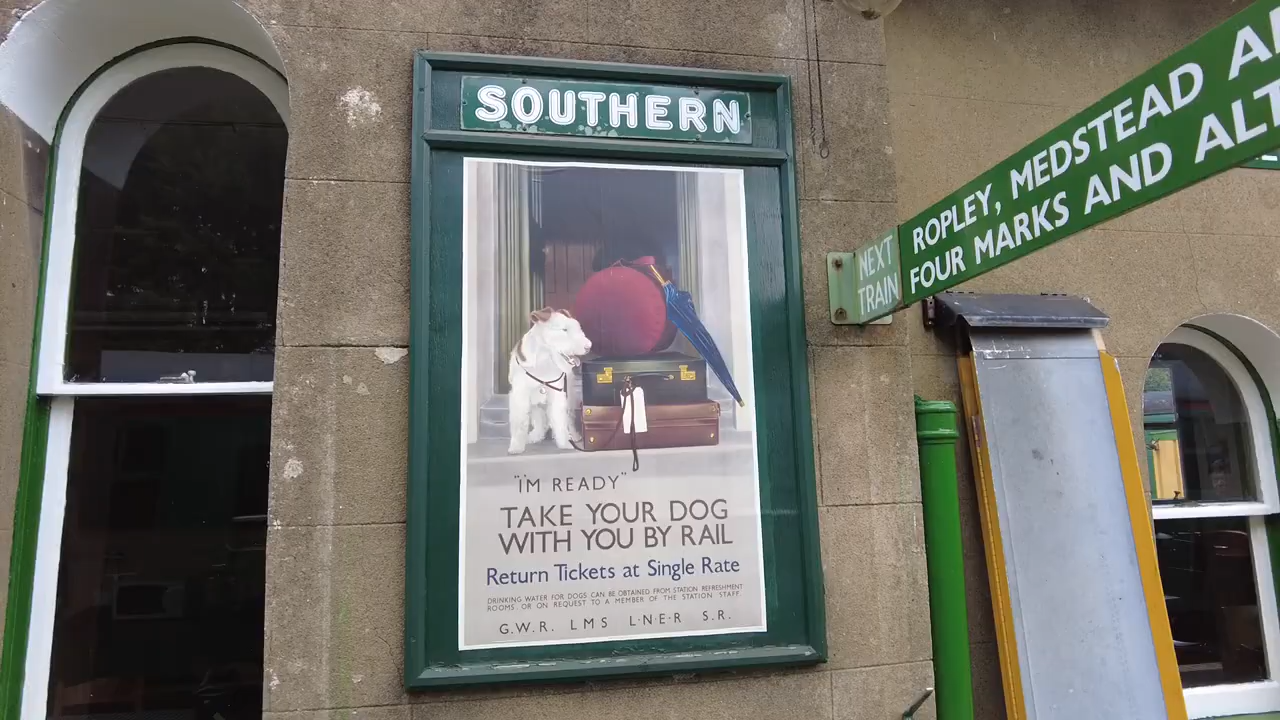 SOUTHERN
"I'M READY"
TAKE YOUR DOG
WITH YOU BY RAIL
Return Tickets at Single Rate
DRINKING WATER FOR DOGS CAN BE OBTAINED FROM STATION REFRESHMENT
ROOMS, OR ON REQUEST TO A MEMBER OF THE STATION STAFF.
G.W.R. LMS L·N·E·R S.R.
NEXT
TRAIN
ROPLEY, MEDSTEAD
FOUR MARKS AND